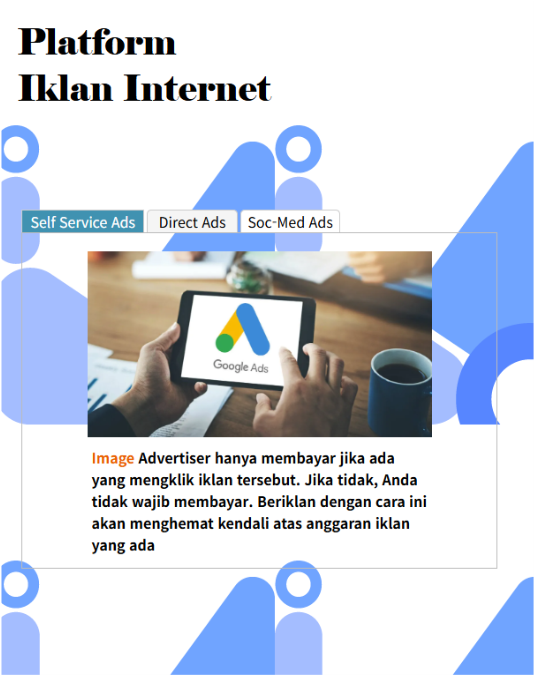 Platform
Iklan Internet
Self Service Ads
Direct Ads
Soc-Med Ads
Google Ads
Image Advertiser hanya membayar jika ada
yang mengklik iklan tersebut. Jika tidak, Anda
tidak wajib membayar. Beriklan dengan cara ini
akan menghemat kendali atas anggaran iklan
yang ada